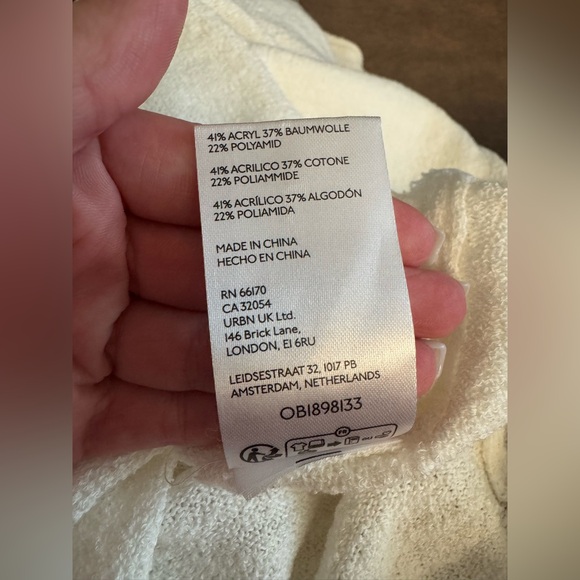 41% ACRYL 37% BAUMWOLLE
22% POLYAMID
41% ACRILICO 37% COTONE
22% POLIAMMIDE
41% ACRÍLICO 37% ALGODÓN
22% POLIAMIDA
MADE IN CHINA
HECHO EN CHINA
RN 66170
CA 32054
URBN UK Ltd.
146 Brick Lane,
LONDON, E1 6RU
LEIDSESTRAAT 32, 1017 PB
AMSTERDAM, NETHERLANDS
OB1898133
FR
ou